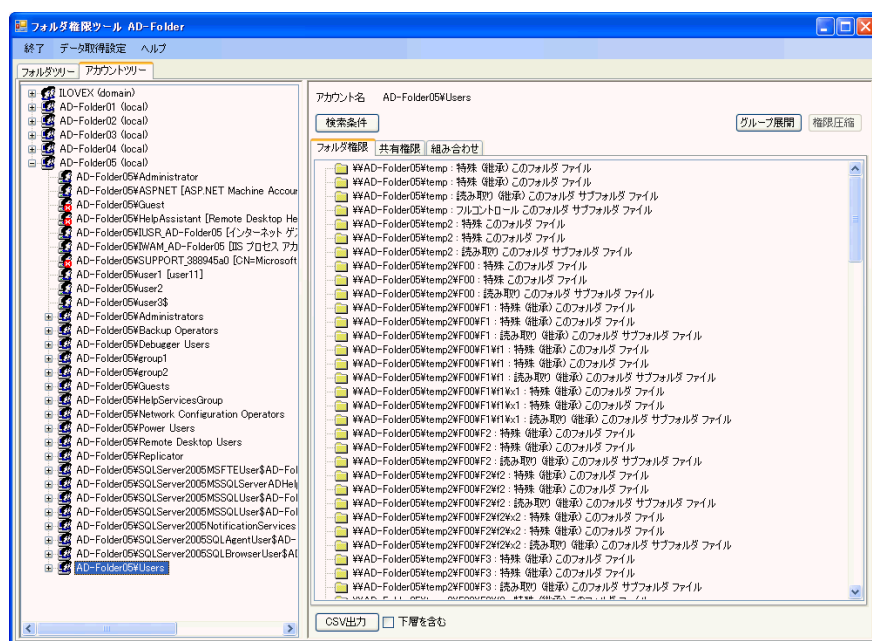 フォルダ権限ツール AD-Folder
終了 データ取得設定 ヘルプ
フォルダツリー アカウントツリー
ILOVEX (domain)
AD-Folder01 (local)
AD-Folder02 (local)
AD-Folder03 (local)
AD-Folder04 (local)
AD-Folder05 (local)
AD-Folder05¥Administrator
AD-Folder05¥ASPNET [ASP.NET Machine Accour
AD-Folder05¥Guest
AD-Folder05¥HelpAssistant [Remote Desktop He
AD-Folder05¥IUSR_AD-Folder05 [インターネット ゲ
AD-Folder05¥IWAM_AD-Folder05 [IIS プロセス アカ
AD-Folder05¥SUPPORT_388945a0 [CN=Microsoft
AD-Folder05¥user1 [user11]
AD-Folder05¥user2
AD-Folder05¥user3$
AD-Folder05¥Administrators
AD-Folder05¥Backup Operators
AD-Folder05¥Debugger Users
AD-Folder05¥group1
AD-Folder05¥group2
AD-Folder05¥Guests
AD-Folder05¥HelpServicesGroup
AD-Folder05¥Network Configuration Operators
AD-Folder05¥Power Users
AD-Folder05¥Remote Desktop Users
AD-Folder05¥Replicator
AD-Folder05¥SQLServer2005MSFTEUser$AD-Fol
AD-Folder05¥SQLServer2005MSSQLServerADHel
AD-Folder05¥SQLServer2005MSSQLUser$AD-Fol
AD-Folder05¥SQLServer2005MSSQLUser$AD-Fol
AD-Folder05¥SQLServer2005NotificationServices
AD-Folder05¥SQLServer2005SQLAgentUser$AD-
AD-Folder05¥SQLServer2005SQLBrowserUser$A
AD-Folder05¥Users
アカウント名 AD-Folder05¥Users
検索条件 グループ展開 権限圧縮
フォルダ権限 共有権限 組み合わせ
¥¥AD-Folder05¥temp : 特殊 (継承) このフォルダ ファイル
¥¥AD-Folder05¥temp : 特殊 (継承) このフォルダ ファイル
¥¥AD-Folder05¥temp : 読み取り (継承) このフォルダ サブフォルダ ファイル
¥¥AD-Folder05¥temp : フルコントロール このフォルダ サブフォルダ ファイル
¥¥AD-Folder05¥temp2 : 特殊 このフォルダ ファイル
¥¥AD-Folder05¥temp2 : 特殊 このフォルダ ファイル
¥¥AD-Folder05¥temp2 : 読み取り このフォルダ サブフォルダ ファイル
¥¥AD-Folder05¥temp2¥F00 : 特殊 このフォルダ ファイル
¥¥AD-Folder05¥temp2¥F00 : 特殊 このフォルダ ファイル
¥¥AD-Folder05¥temp2¥F00 : 読み取り このフォルダ サブフォルダ ファイル
¥¥AD-Folder05¥temp2¥F00¥F1 : 特殊 (継承) このフォルダ ファイル
¥¥AD-Folder05¥temp2¥F00¥F1 : 特殊 (継承) このフォルダ ファイル
¥¥AD-Folder05¥temp2¥F00¥F1 : 読み取り (継承) このフォルダ サブフォルダ ファイル
¥¥AD-Folder05¥temp2¥F00¥F1¥f1 : 特殊 (継承) このフォルダ ファイル
¥¥AD-Folder05¥temp2¥F00¥F1¥f1 : 特殊 (継承) このフォルダ ファイル
¥¥AD-Folder05¥temp2¥F00¥F1¥f1 : 読み取り (継承) このフォルダ サブフォルダ ファイル
¥¥AD-Folder05¥temp2¥F00¥F1¥f1¥x1 : 特殊 (継承) このフォルダ ファイル
¥¥AD-Folder05¥temp2¥F00¥F1¥f1¥x1 : 特殊 (継承) このフォルダ ファイル
¥¥AD-Folder05¥temp2¥F00¥F1¥f1¥x1 : 読み取り (継承) このフォルダ サブフォルダ ファイル
¥¥AD-Folder05¥temp2¥F00¥F2 : 特殊 (継承) このフォルダ ファイル
¥¥AD-Folder05¥temp2¥F00¥F2 : 特殊 (継承) このフォルダ ファイル
¥¥AD-Folder05¥temp2¥F00¥F2 : 読み取り (継承) このフォルダ サブフォルダ ファイル
¥¥AD-Folder05¥temp2¥F00¥F2¥f2 : 特殊 (継承) このフォルダ ファイル
¥¥AD-Folder05¥temp2¥F00¥F2¥f2 : 特殊 (継承) このフォルダ ファイル
¥¥AD-Folder05¥temp2¥F00¥F2¥f2 : 読み取り (継承) このフォルダ サブフォルダ ファイル
¥¥AD-Folder05¥temp2¥F00¥F2¥f2¥x2 : 特殊 (継承) このフォルダ ファイル
¥¥AD-Folder05¥temp2¥F00¥F2¥f2¥x2 : 特殊 (継承) このフォルダ ファイル
¥¥AD-Folder05¥temp2¥F00¥F2¥f2¥x2 : 読み取り (継承) このフォルダ サブフォルダ ファイル
¥¥AD-Folder05¥temp2¥F00¥F3 : 特殊 (継承) このフォルダ ファイル
¥¥AD-Folder05¥temp2¥F00¥F3 : 特殊 (継承) このフォルダ ファイル
¥¥AD-Folder05¥temp2¥F00¥F3 : 読み取り (継承) このフォルダ サブフォルダ ファイル
CSV出力 下層を含む